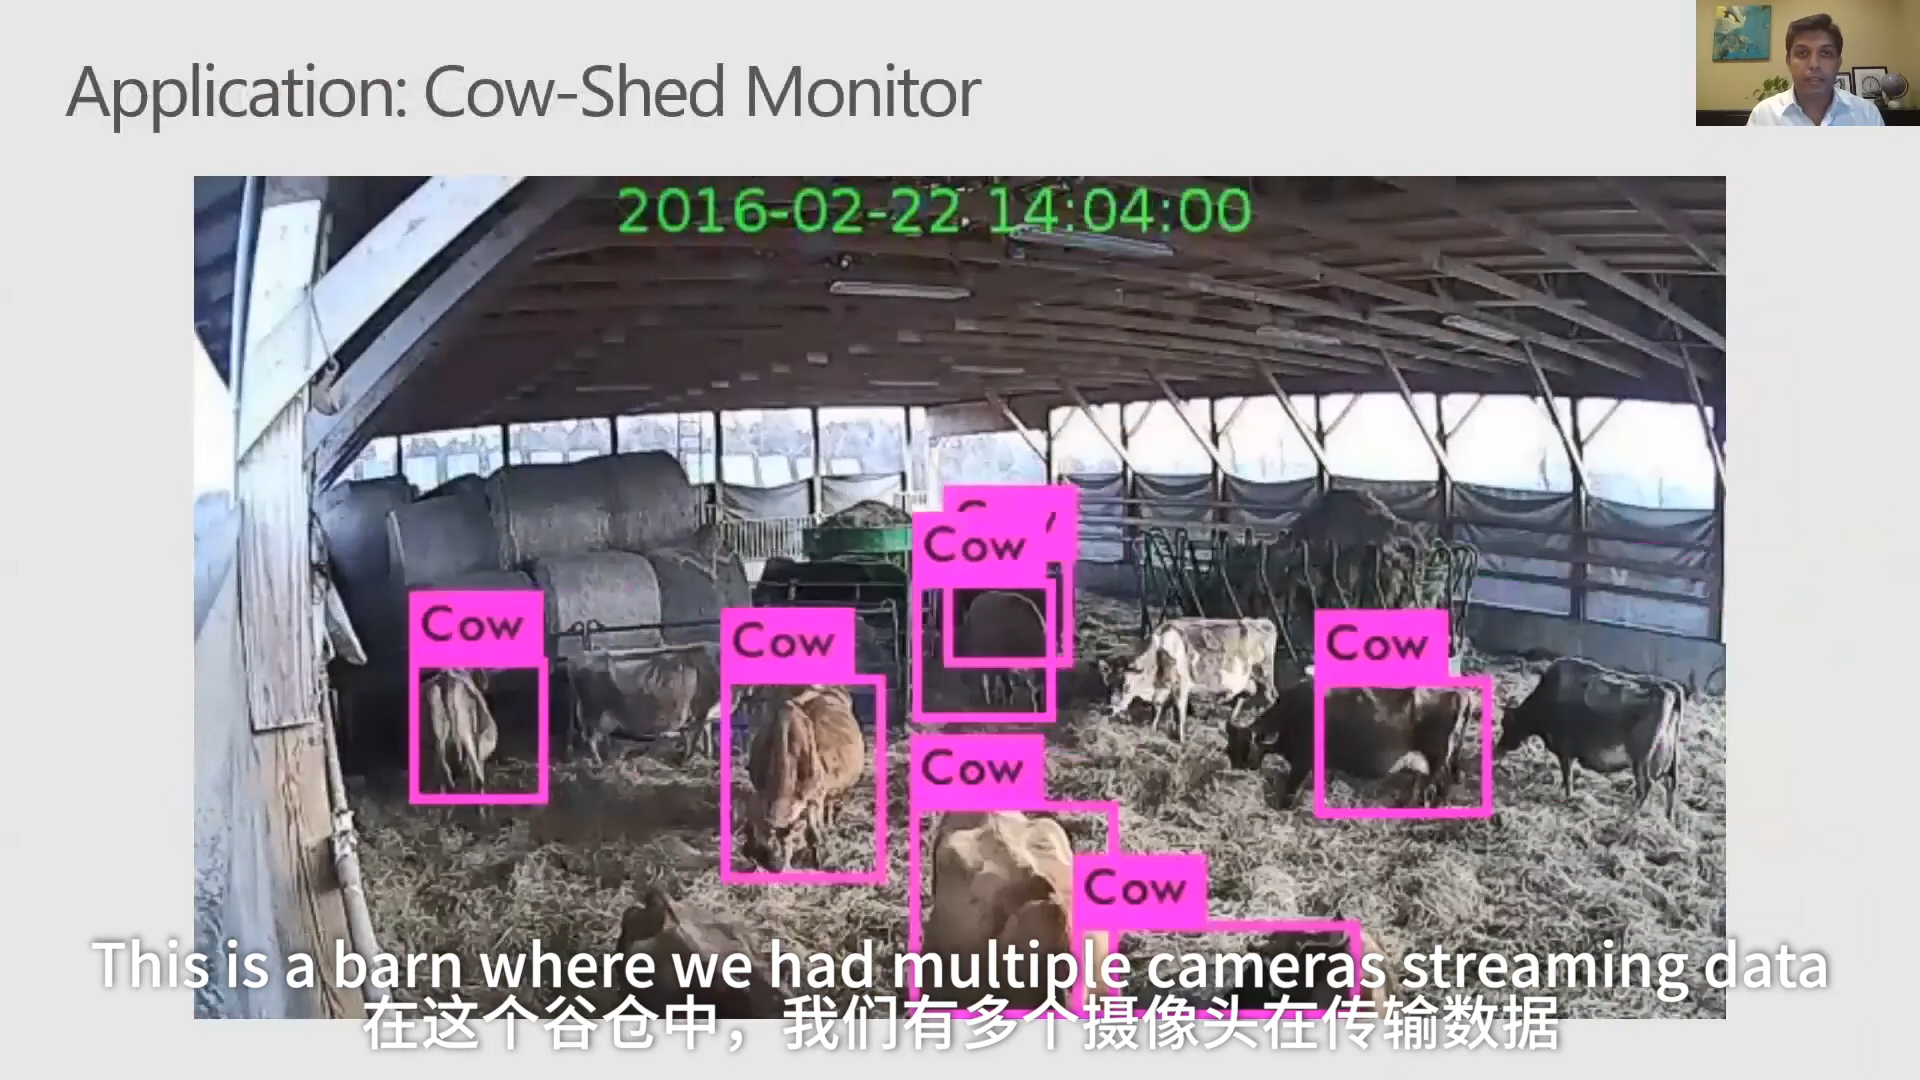 Application: Cow-Shed Monitor
2016-02-22 14:04:00
Cow
Cow
Cow
Cow
Cow
Cow
This is a barn where we had multiple cameras streaming data
在这个谷仓中，我们有多个摄像头在传输数据